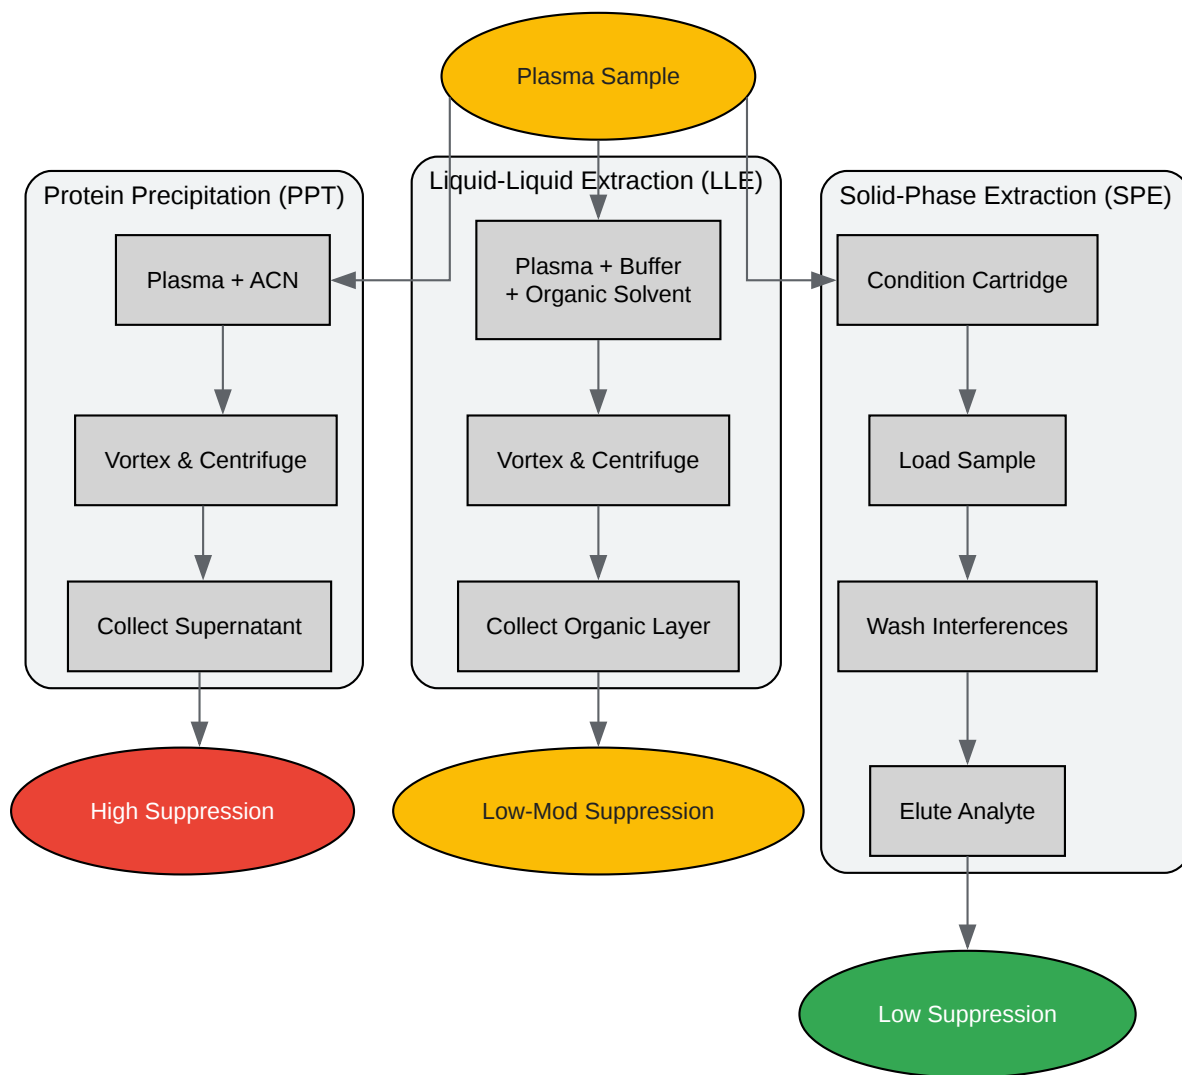 Plasma Sample
Protein Precipitation (PPT)
Plasma + ACN
Vortex & Centrifuge
Collect Supernatant
High Suppression
Liquid-Liquid Extraction (LLE)
Plasma + Buffer
+ Organic Solvent
Vortex & Centrifuge
Collect Organic Layer
Low-Mod Suppression
Solid-Phase Extraction (SPE)
Condition Cartridge
Load Sample
Wash Interferences
Elute Analyte
Low Suppression